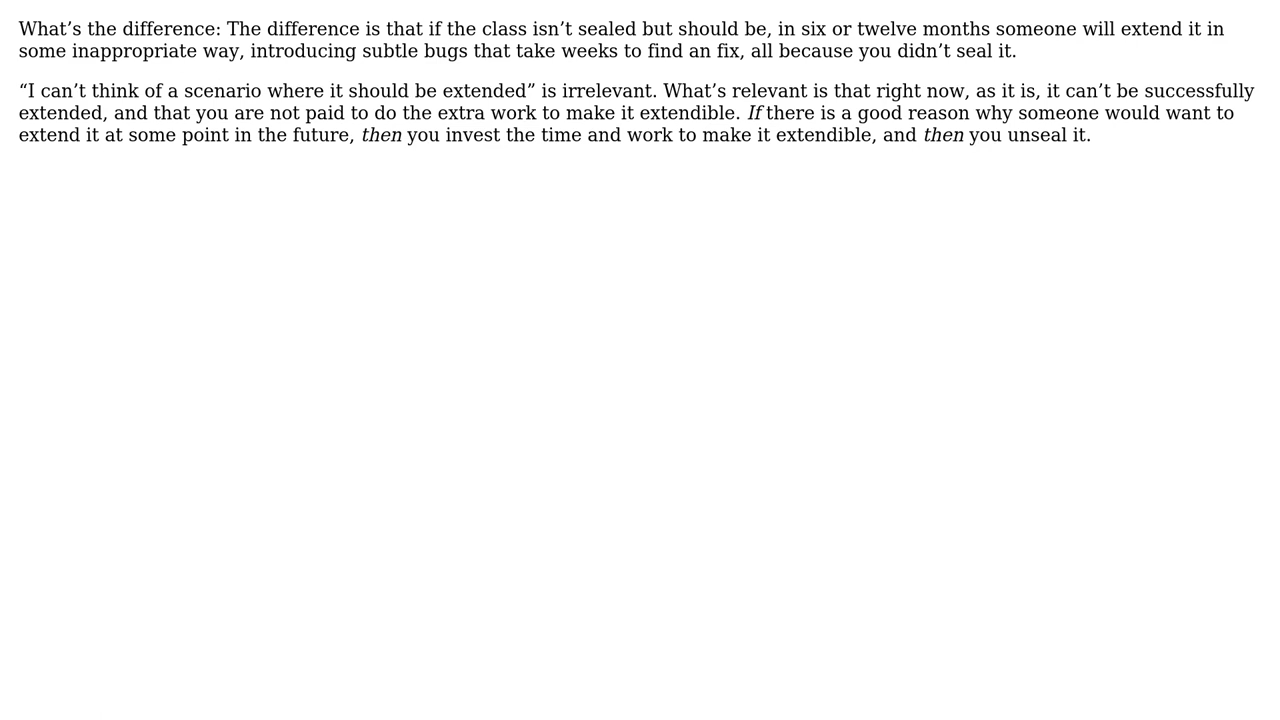 What’s the difference: The difference is that if the class isn’t sealed but should be, in six or twelve months someone will extend it in
some inappropriate way, introducing subtle bugs that take weeks to find an fix, all because you didn’t seal it.
“I can’t think of a scenario where it should be extended” is irrelevant. What’s relevant is that right now, as it is, it can’t be successfully
extended, and that you are not paid to do the extra work to make it extendible. If there is a good reason why someone would want to
extend it at some point in the future, then you invest the time and work to make it extendible, and then you unseal it.